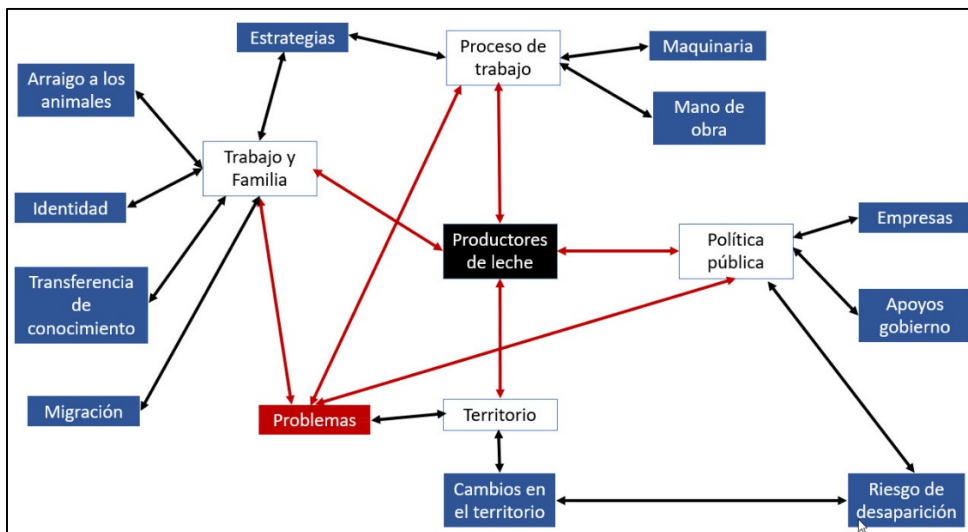 Estrategias
Proceso de
trabajo
Maquinaria
Arraigo a los
animales
Mano de
obra
Trabajo y
Familia
Identidad
Productores
de leche
Política
pública
Empresas
Transferencia
de
conocimiento
Apoyos
gobierno
Migración
Problemas
Territorio
Cambios en
el territorio
Riesgo de
desaparición